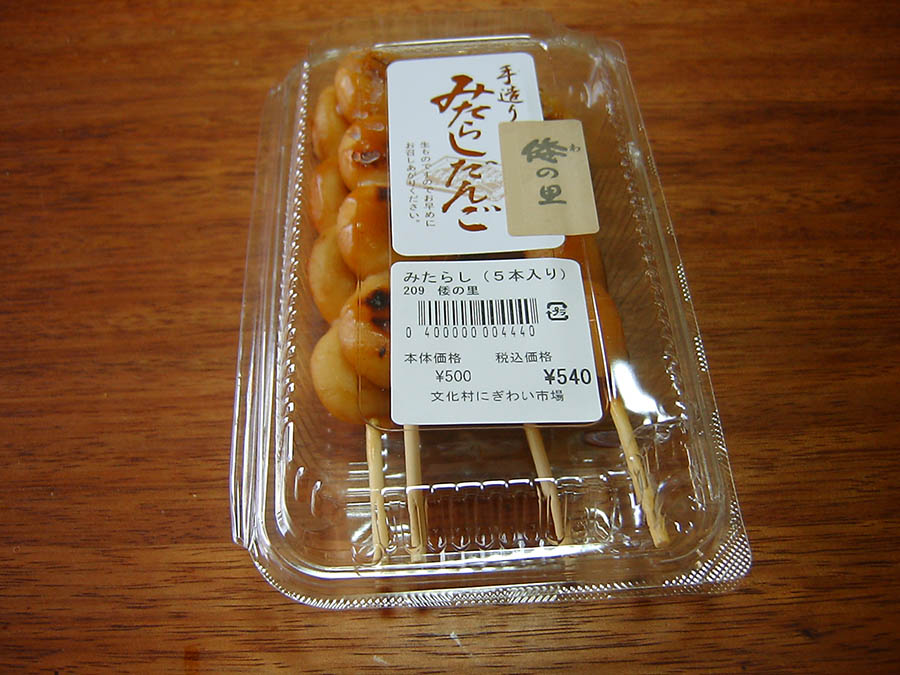 手造り
みたらしだんご
生ものですのでお早めに
お召しあがりください。
倭の里
わ
みたらし(5本入り)
209 倭の里
0 400000 004440
プラ
本体価格 税込価格
¥500 ¥540
文化村にぎわい市場